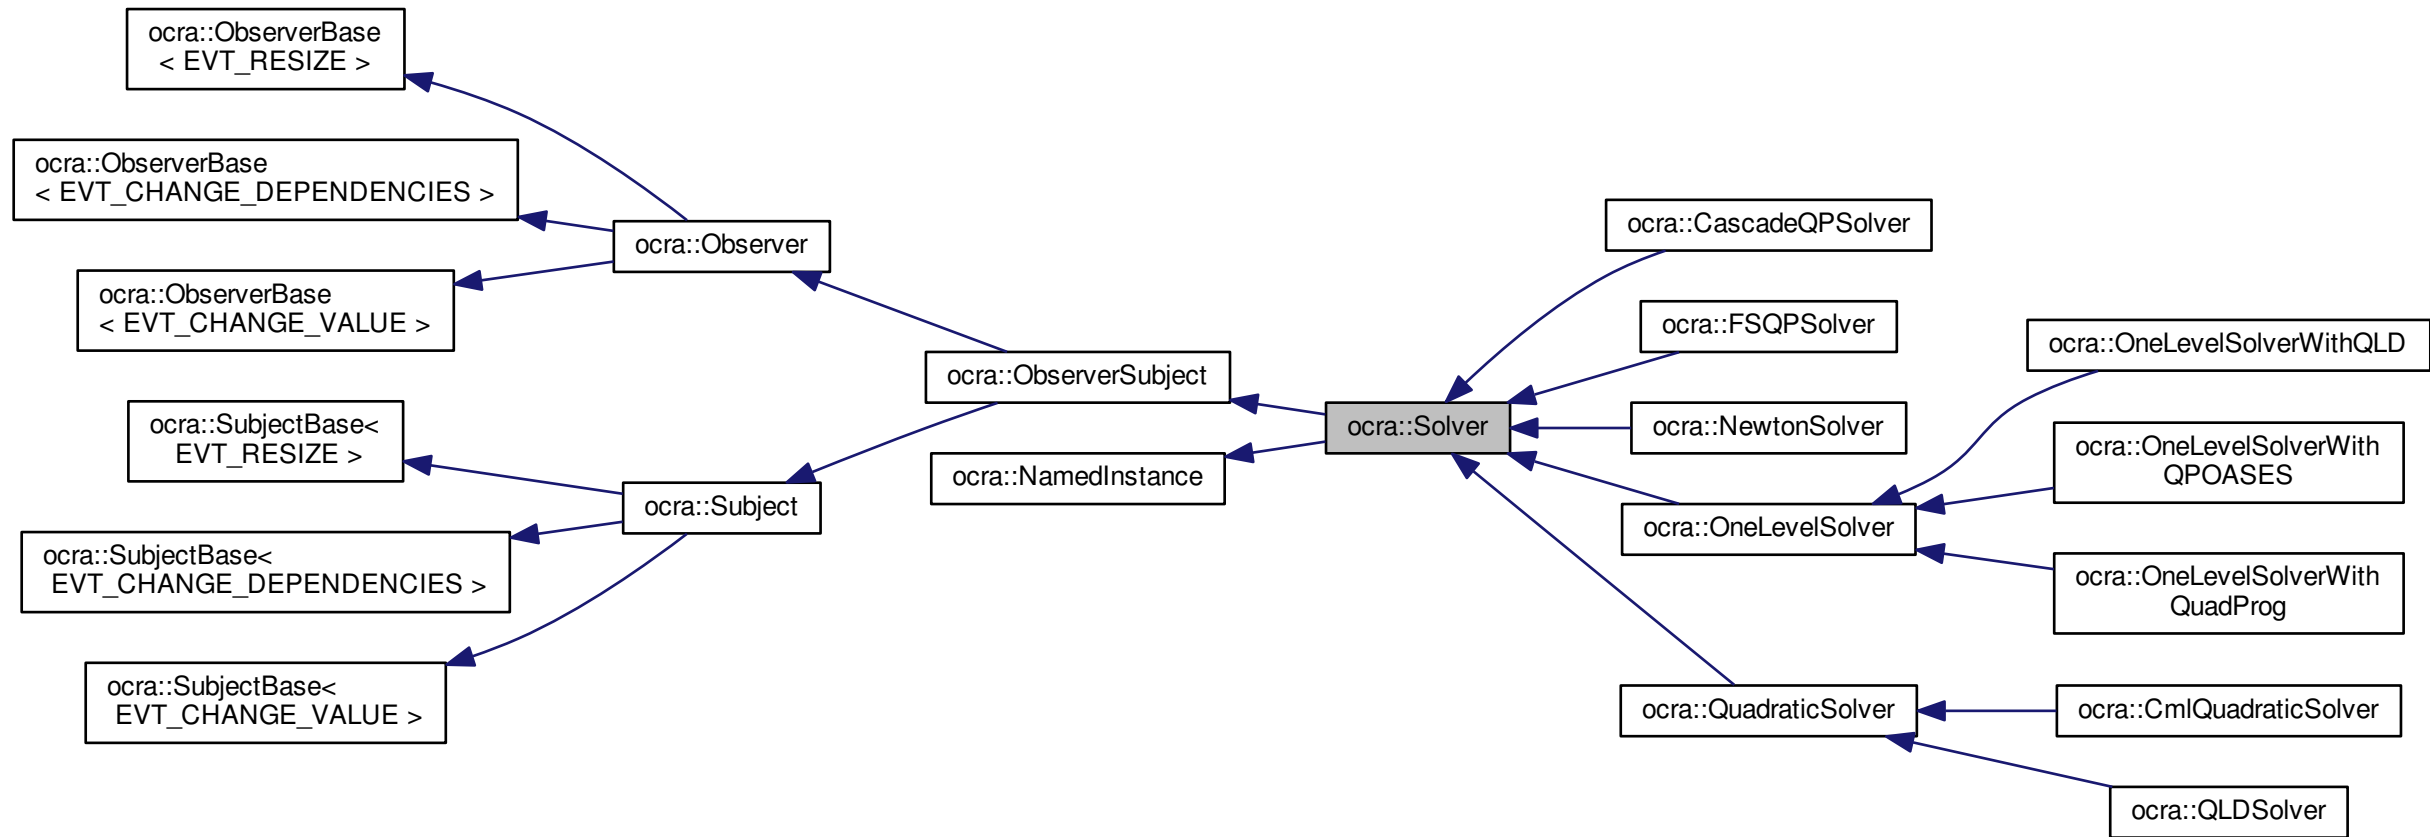 ocra::ObserverBase
< EVT_RESIZE >
ocra::ObserverBase
< EVT_CHANGE_DEPENDENCIES >
ocra::ObserverBase
< EVT_CHANGE_VALUE >
ocra::SubjectBase<
EVT_RESIZE >
ocra::SubjectBase<
EVT_CHANGE_DEPENDENCIES >
ocra::SubjectBase<
EVT_CHANGE_VALUE >
ocra::Observer
ocra::Subject
ocra::ObserverSubject
ocra::NamedInstance
ocra::Solver
ocra::CascadeQPSolver
ocra::FSQPSolver
ocra::NewtonSolver
ocra::OneLevelSolver
ocra::QuadraticSolver
ocra::OneLevelSolverWithQLD
ocra::OneLevelSolverWith
QPOASES
ocra::OneLevelSolverWith
QuadProg
ocra::CmlQuadraticSolver
ocra::QLDSolver